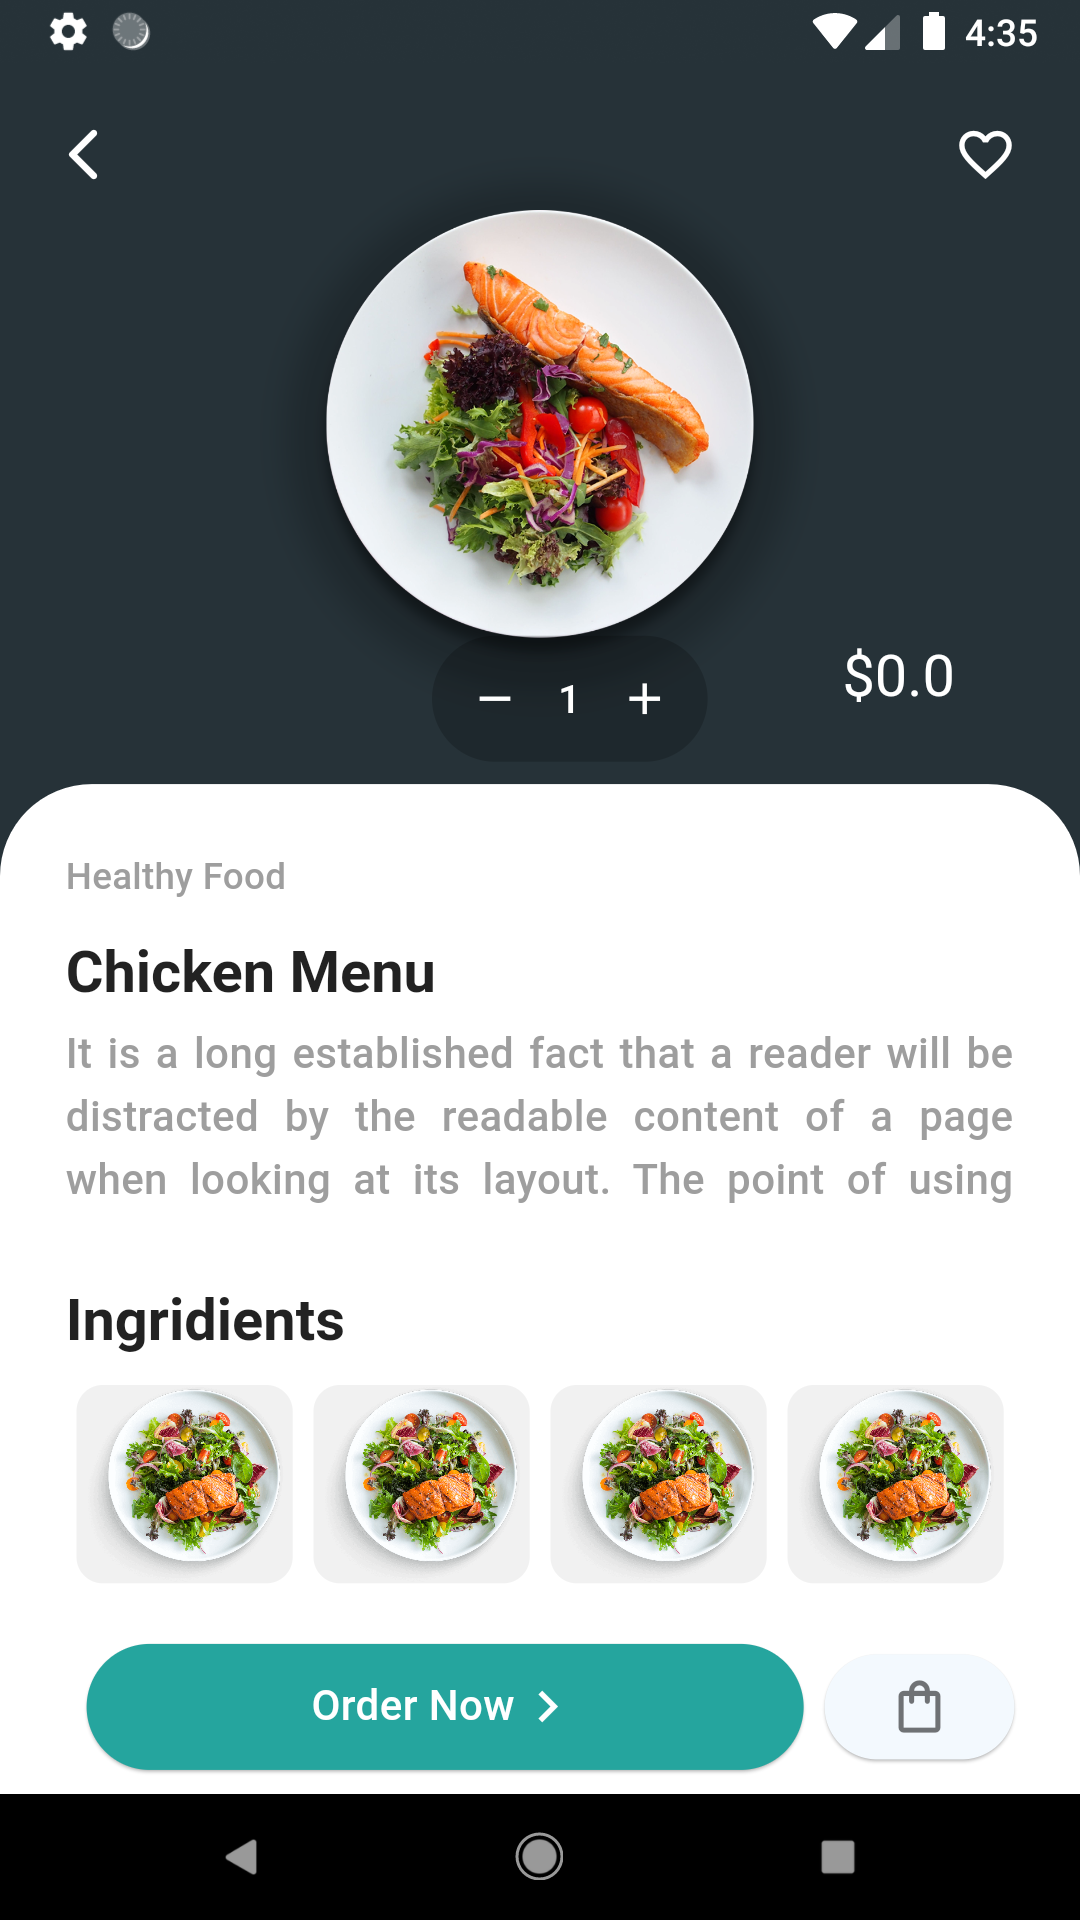 4:35
1
$0.0
Healthy Food
Chicken Menu
It is a long established fact that a reader will be
distracted by the readable content of a page
when looking at its layout. The point of using
Ingridients
Order Now